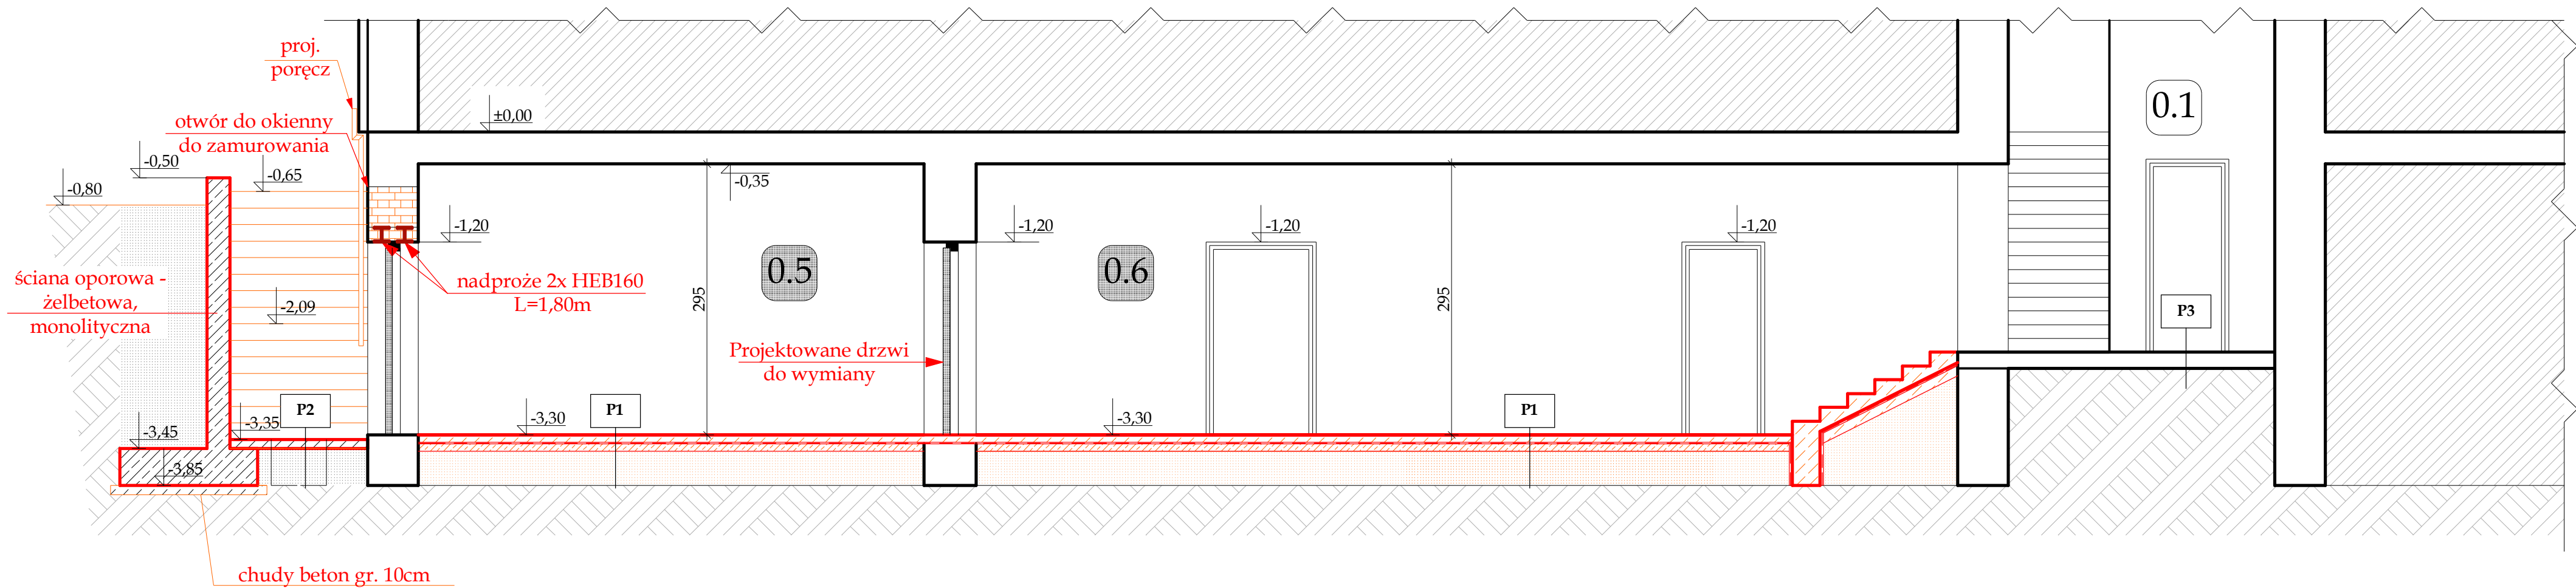 proj.
poręcz
otwór do okienny
do zamurowania
±0,00
0.1
-0,50
-0,65
-0,80
-0,35
-1,20
-1,20
-1,20
-1,20
0.5
0.6
ściana oporowa -
żelbetowa,
monolityczna
nadproże 2x HEB160
L=1,80m
295
295
-2,09
P3
Projektowane drzwi
do wymiany
P2
P1
P1
-3,30
-3,30
-3,35
-3,45
-3,85
chudy beton gr. 10cm